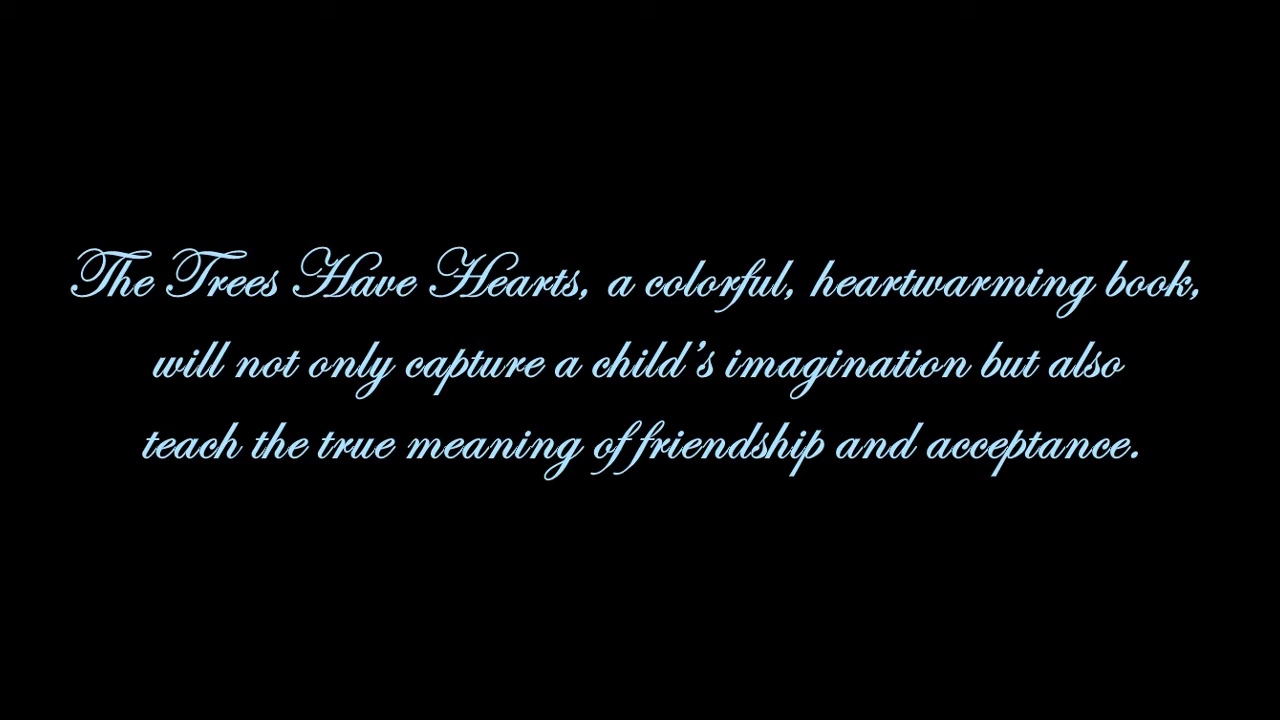 The Trees Have Hearts, a colorful, heartwarming book,
will not only capture a child’s imagination but also
teach the true meaning of friendship and acceptance.